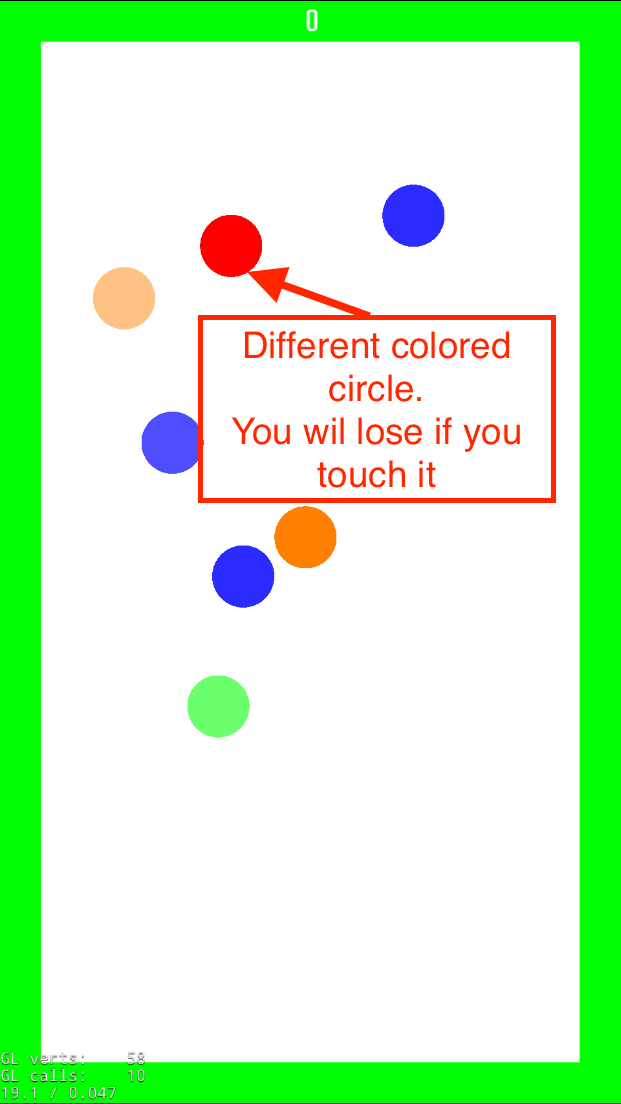 0
Different colored
circle.
You wil lose if you
touch it
GL verts: 58
GL calls: 10
19.1 / 0.047